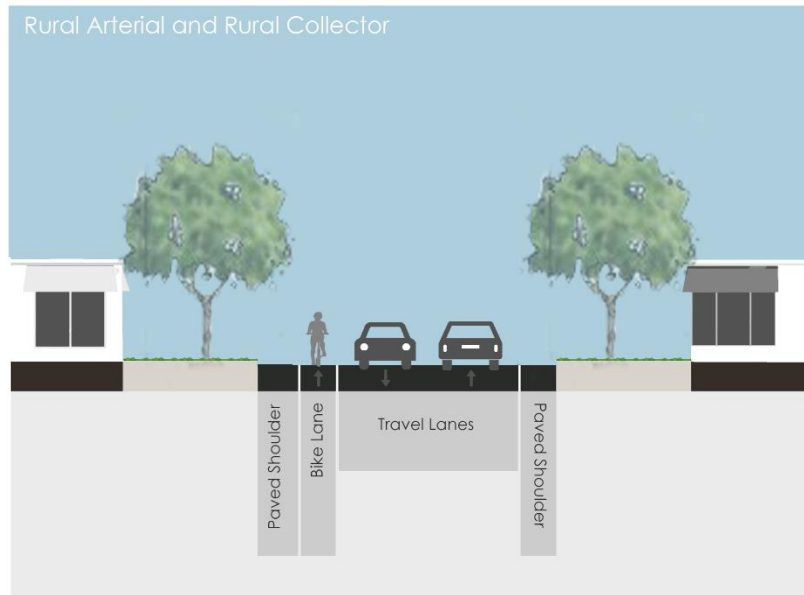 Rural Arterial and Rural Collector
Paved Shoulder
Bike Lane
Travel Lanes
Paved Shoulder